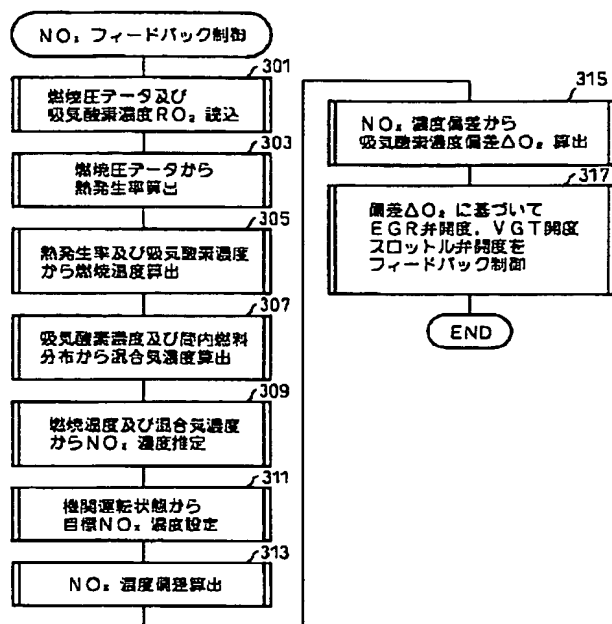 NOx フィードバック制御
301
燃焼圧データ及び
吸気酸素濃度RO₂ 読込
303
燃焼圧データから
熱発生率算出
305
熱発生率及び吸気酸素濃度
から燃焼温度算出
307
吸気酸素濃度及び筒内燃料
分布から混合気濃度算出
309
燃焼温度及び混合気濃度
からNOx 濃度推定
311
機関運転状態から
目標NOx 濃度設定
313
NOx 濃度偏差算出
315
NOx 濃度偏差から
吸気酸素濃度偏差ΔO₂ 算出
317
偏差ΔO₂ に基づいて
EGR弁開度,VGT開度
スロットル弁開度を
フィードバック制御
END